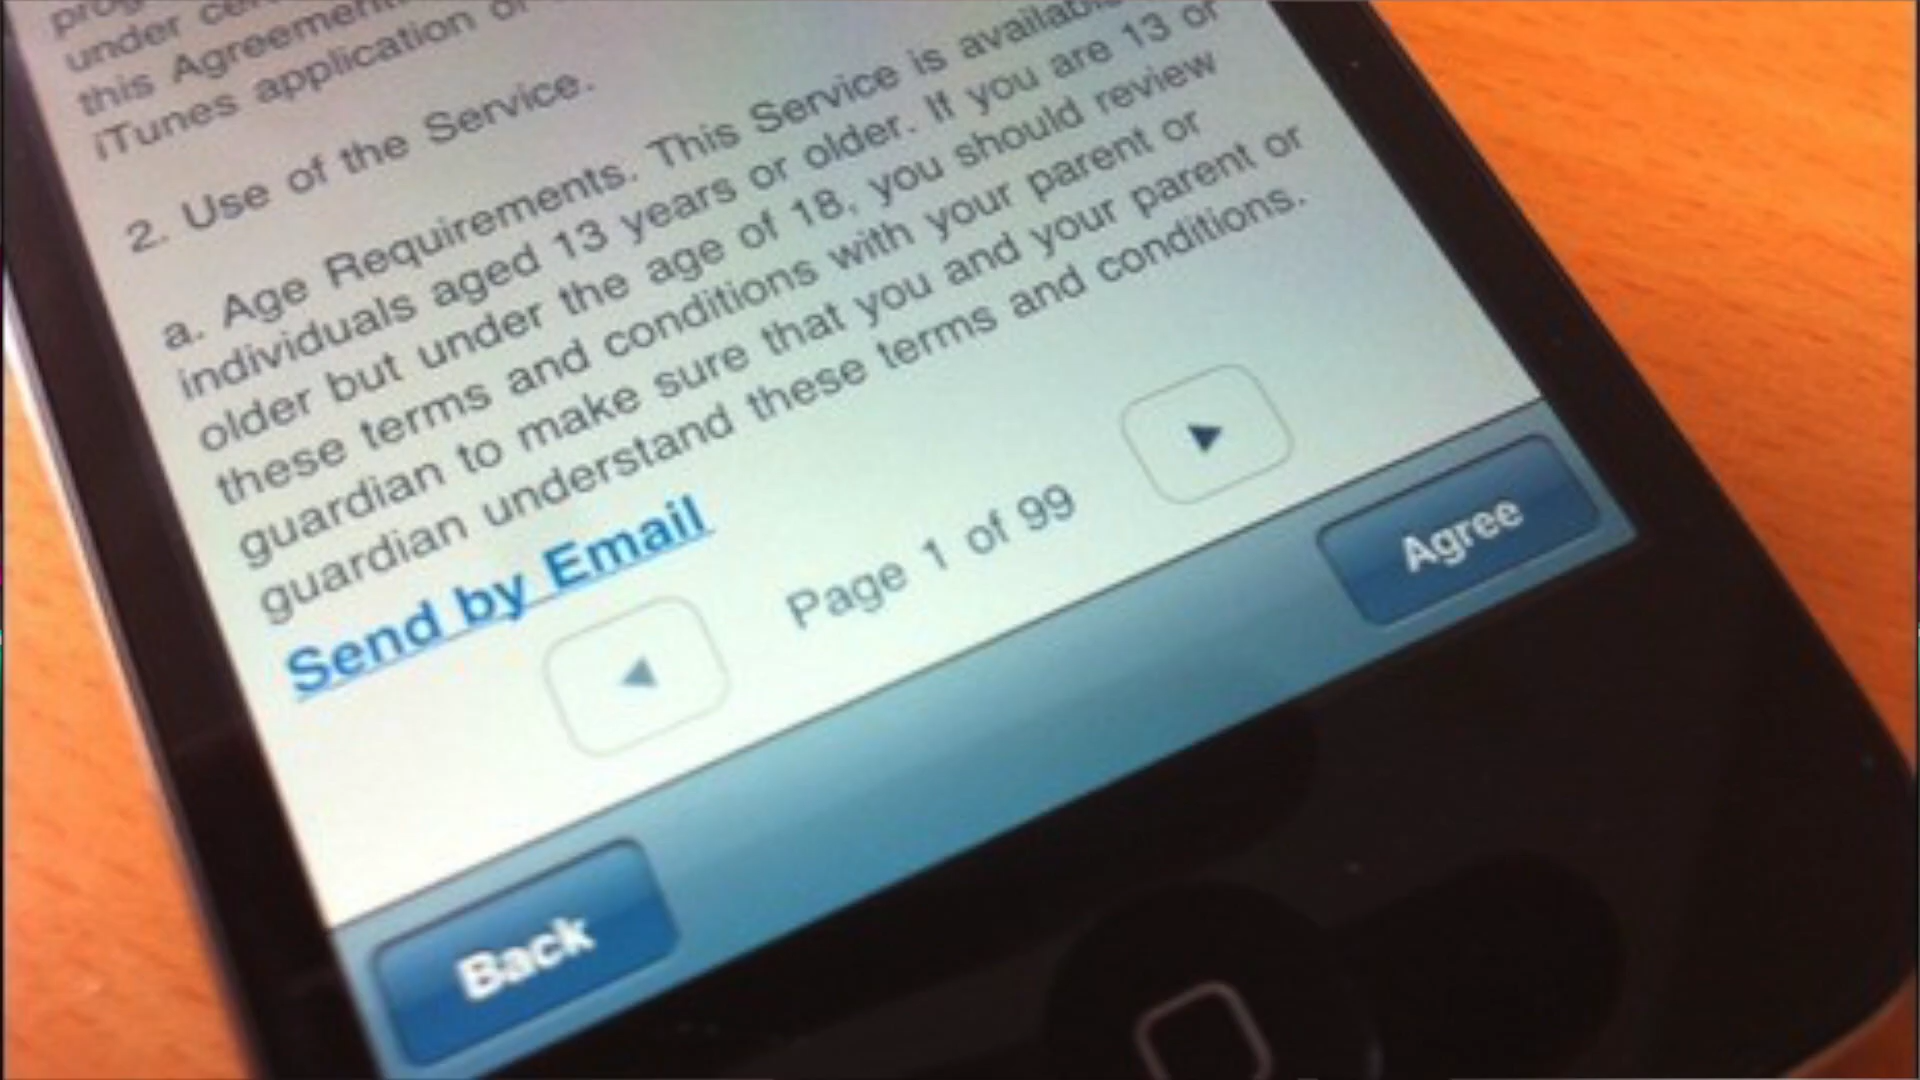 under
this Agreement
iTunes application of
2. Use of the Service.
a. Age Requirements. This Service is available
individuals aged 13 years or older. If you are 13 or
older but under the age of 18, you should review
these terms and conditions with your parent or
guardian to make sure that you and your parent or
guardian understand these terms and conditions.
Send by Email
Page 1 of 99
Agree
Back